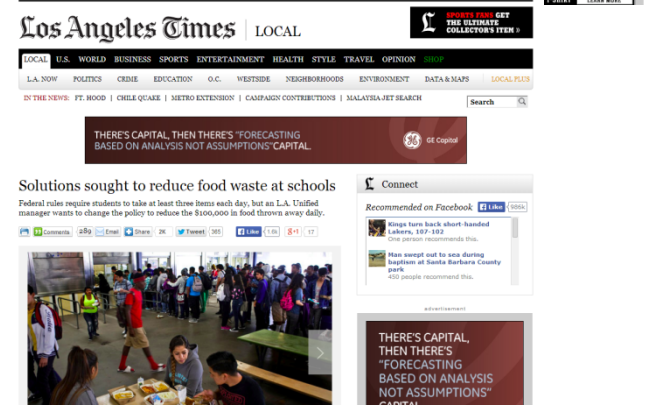 T-SHIRT LEARN MORE
Los Angeles Times | LOCAL
SPORTS FANS GET
THE ULTIMATE
COLLECTOR'S ITEM »
LOCAL U.S. WORLD BUSINESS SPORTS ENTERTAINMENT HEALTH STYLE TRAVEL OPINION SHOP
L.A. NOW POLITICS CRIME EDUCATION O.C. WESTSIDE NEIGHBORHOODS ENVIRONMENT DATA & MAPS LOCAL PLUS
IN THE NEWS: FT. HOOD | CHILE QUAKE | METRO EXTENSION | CAMPAIGN CONTRIBUTIONS | MALAYSIA JET SEARCH
Search
THERE'S CAPITAL, THEN THERE'S "FORECASTING
BASED ON ANALYSIS NOT ASSUMPTIONS"CAPITAL.
GE Capital
Solutions sought to reduce food waste at schools
Federal rules require students to take at least three items each day, but an L.A. Unified
manager wants to change the policy to reduce the $100,000 in food thrown away daily.
Comments 289 Email Share 2K Tweet 385 Like 1.6k +1 17
Connect
Recommended on Facebook Like 986k
Kings turn back short-handed
Lakers, 107-102
One person recommends this.
Man swept out to sea during
baptism at Santa Barbara County
park
450 people recommend this.
advertisement
THERE'S CAPITAL,
THEN THERE'S
"FORECASTING
BASED ON ANALYSIS
NOT ASSUMPTIONS"
CAPITAL